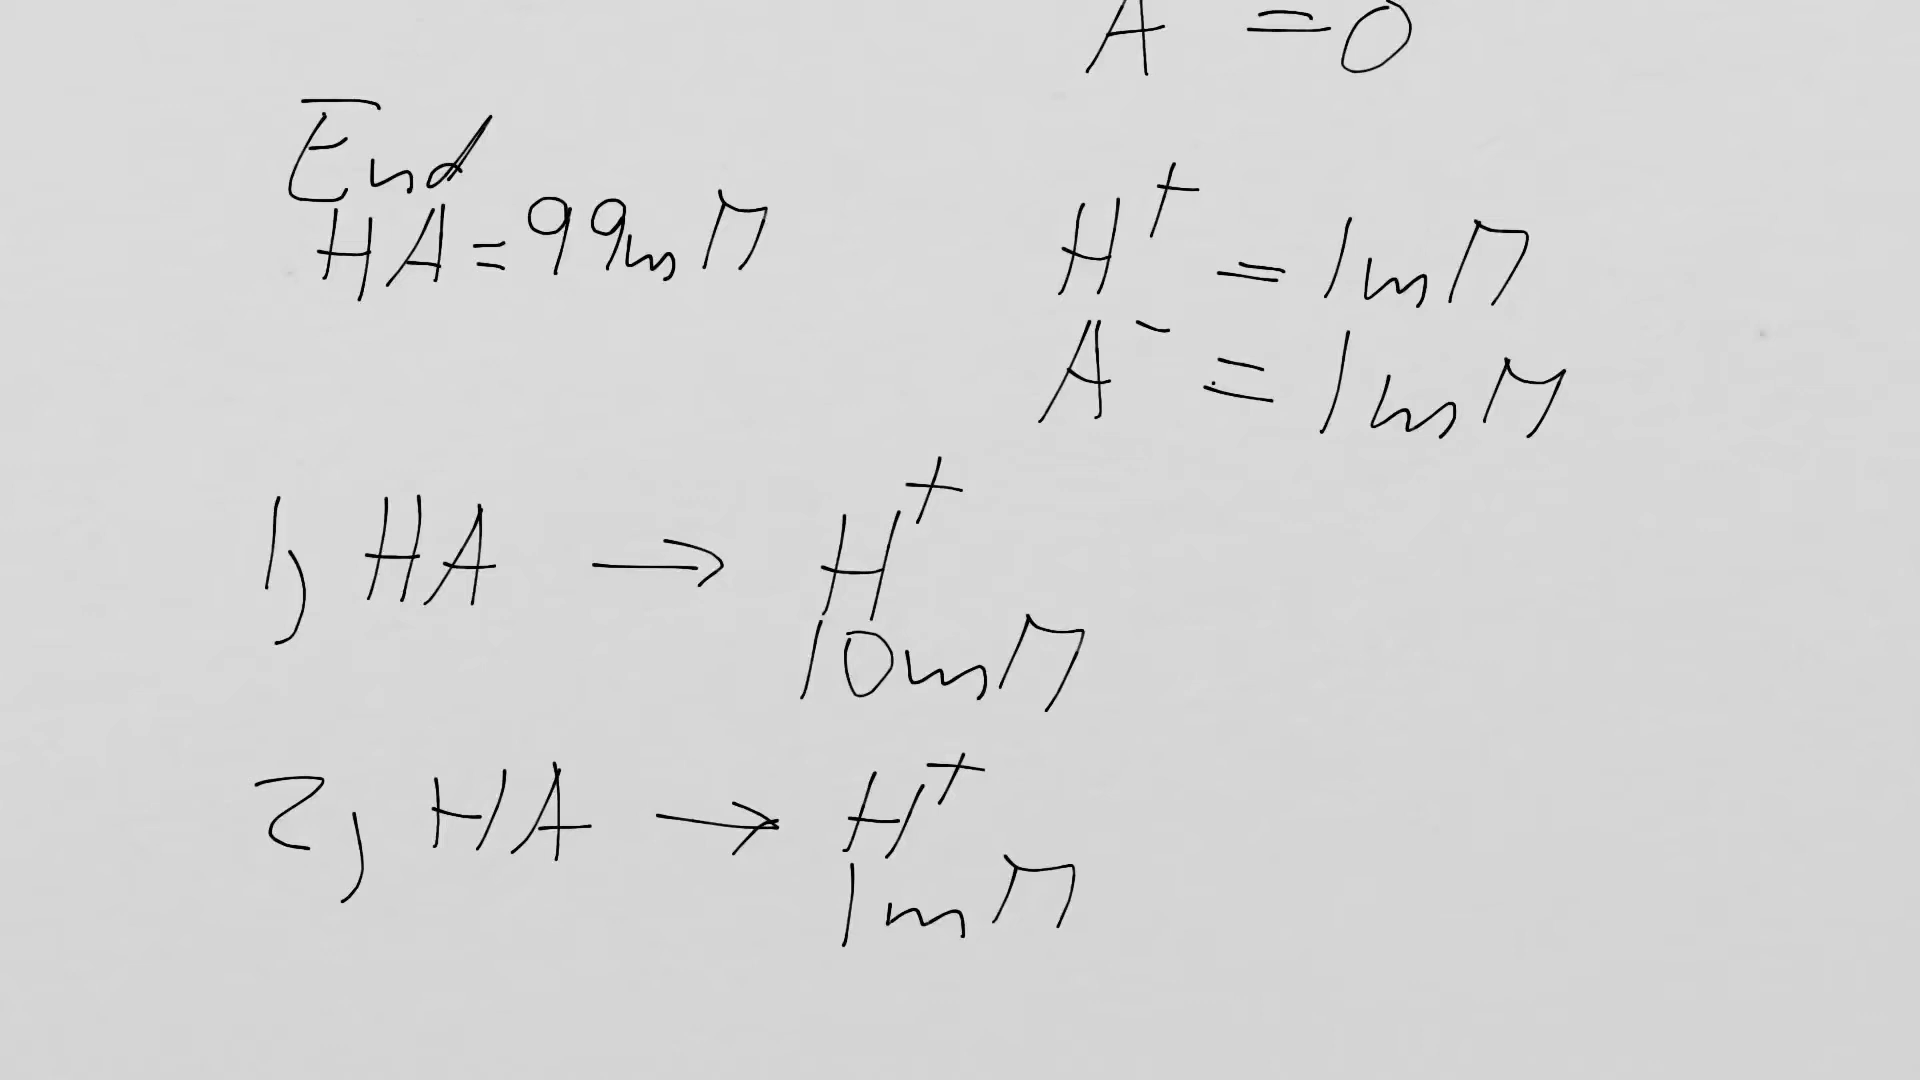 A = 0
End
HA = 99mM
H⁺ = 1mM
A⁻ = 1mM
1) HA → H⁺
10mM
2) HA → H⁺
1mM